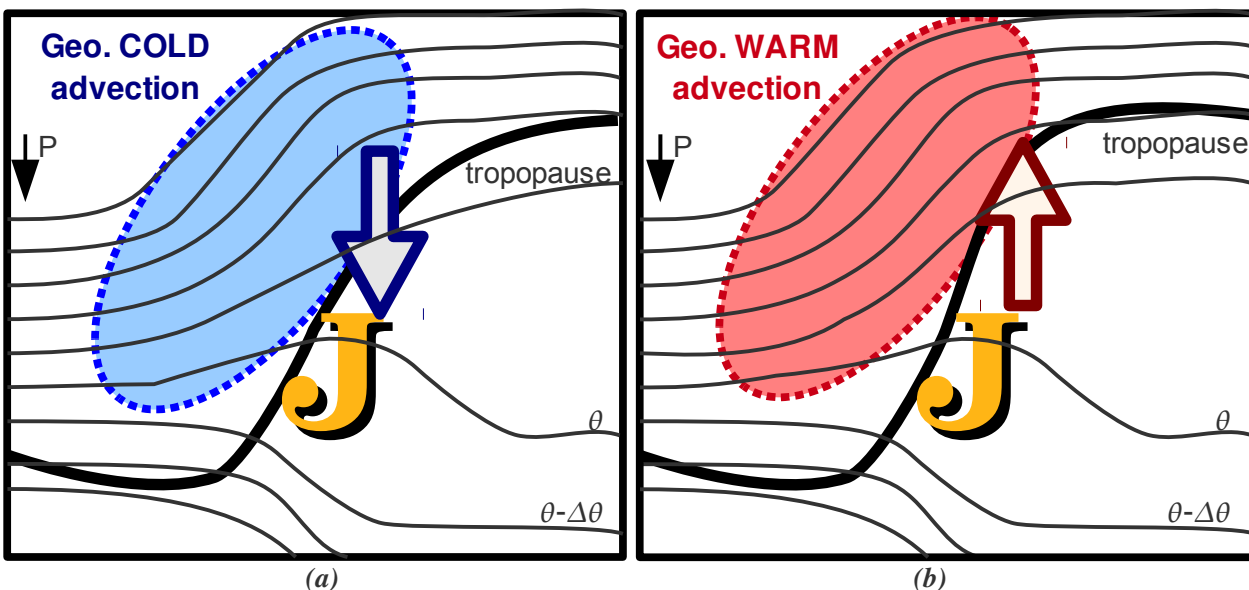 Geo. COLD
advection
P
tropopause
J
θ
θ-Δθ
(a)
Geo. WARM
advection
P
tropopause
J
θ
θ-Δθ
(b)